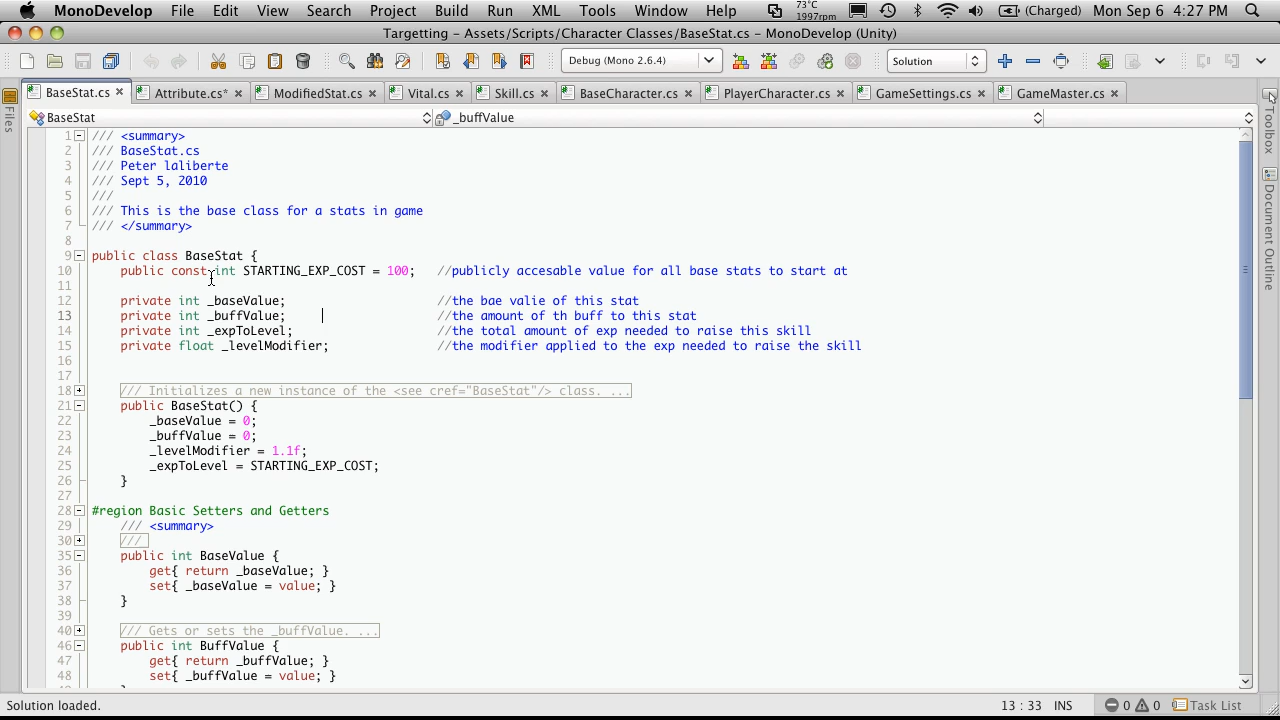 MonoDevelop File Edit View Search Project Build Run XML Tools Window Help 73°C 1997rpm (Charged) Mon Sep 6 4:27 PM
Targetting – Assets/Scripts/Character Classes/BaseStat.cs – MonoDevelop (Unity)
Debug (Mono 2.6.4) Solution
BaseStat.cs Attribute.cs* ModifiedStat.cs Vital.cs Skill.cs BaseCharacter.cs PlayerCharacter.cs GameSettings.cs GameMaster.cs
Files BaseStat _buffValue Toolbox
Document Outline
1 /// <summary>
2 /// BaseStat.cs
3 /// Peter laliberte
4 /// Sept 5, 2010
5 ///
6 /// This is the base class for a stats in game
7 /// </summary>
8
9 public class BaseStat {
10 public const int STARTING_EXP_COST = 100; //publicly accesable value for all base stats to start at
11
12 private int _baseValue; //the bae valie of this stat
13 private int _buffValue; //the amount of th buff to this stat
14 private int _expToLevel; //the total amount of exp needed to raise this skill
15 private float _levelModifier; //the modifier applied to the exp needed to raise the skill
16
17
18 /// Initializes a new instance of the <see cref="BaseStat"/> class. ...
21 public BaseStat() {
22 _baseValue = 0;
23 _buffValue = 0;
24 _levelModifier = 1.1f;
25 _expToLevel = STARTING_EXP_COST;
26 }
27
28 #region Basic Setters and Getters
29 /// <summary>
30 ///
35 public int BaseValue {
36 get{ return _baseValue; }
37 set{ _baseValue = value; }
38 }
39
40 /// Gets or sets the _buffValue. ...
46 public int BuffValue {
47 get{ return _buffValue; }
48 set{ _buffValue = value; }
Solution loaded. 13 : 33 INS 0 0 Task List